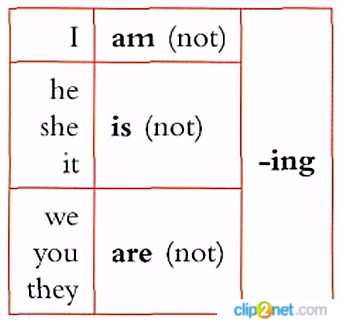 I am (not)
he
she is (not)
it
-ing
we
you are (not)
they
clip2net.com